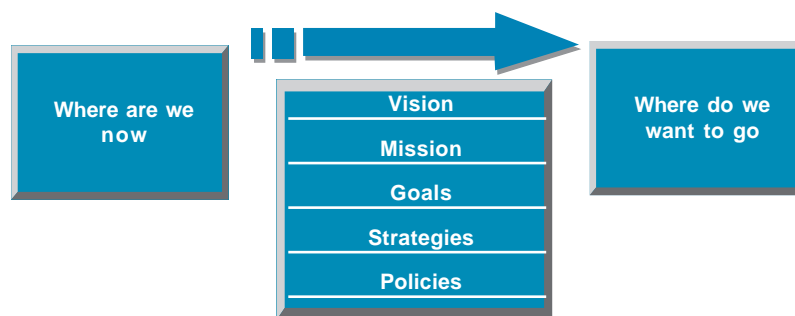 Where are we
now
Vision
Mission
Goals
Strategies
Policies
Where do we
want to go